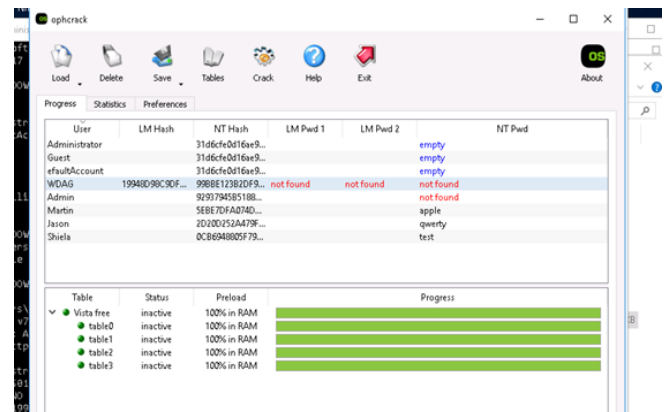 ophcrack
Load Delete Save Tables Crack Help Exit OS About
Progress Statistics Preferences
User LM Hash NT Hash LM Pwd 1 LM Pwd 2 NT Pwd
Administrator 31d6cfe0d16ae9... empty
Guest 31d6cfe0d16ae9... empty
efaultAccount 31d6cfe0d16ae9... empty
WDAG 19948D98C9DF... 99BBE123B2DF9... not found not found not found
Admin 92937945B5188... not found
Martin 5EBE7DFA074D... apple
Jason 2D20D252A479F... qwerty
Shiela 0CB6948805F79... test
Table Status Preload Progress
Vista free inactive 100% in RAM
table0 inactive 100% in RAM
table1 inactive 100% in RAM
table2 inactive 100% in RAM
table3 inactive 100% in RAM